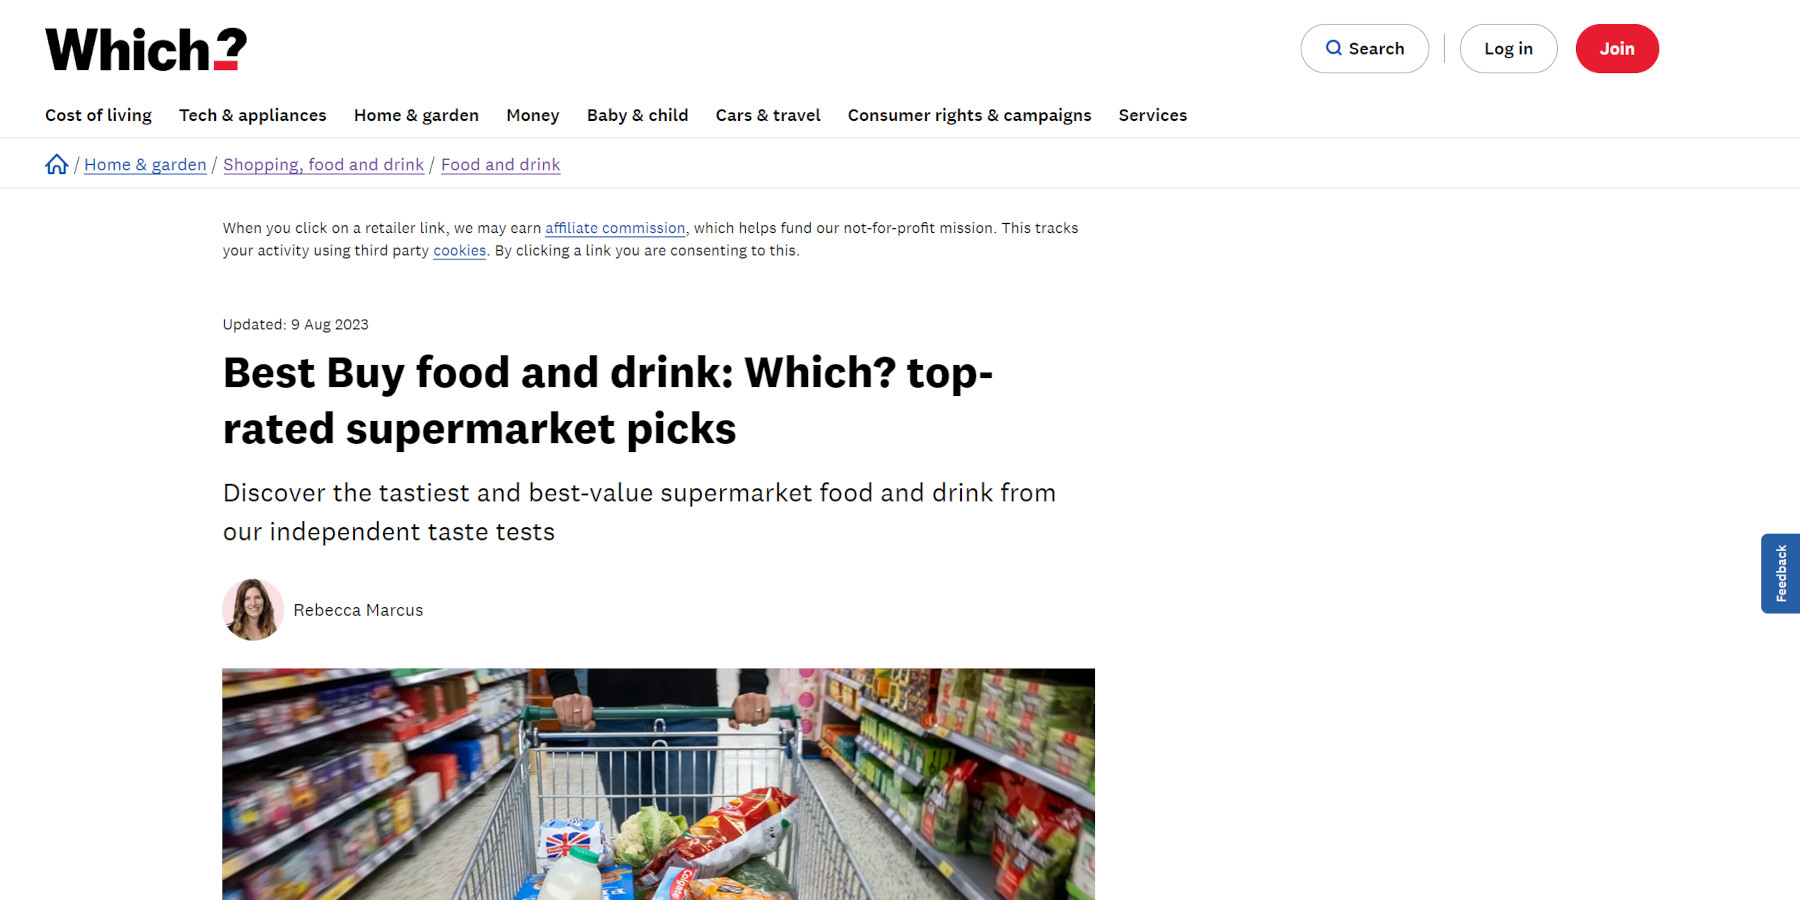 Which?
Search
Log in
Join
Cost of living
Tech & appliances
Home & garden
Money
Baby & child
Cars & travel
Consumer rights & campaigns
Services
/ Home & garden / Shopping, food and drink / Food and drink
When you click on a retailer link, we may earn affiliate commission, which helps fund our not-for-profit mission. This tracks
your activity using third party cookies. By clicking a link you are consenting to this.
Updated: 9 Aug 2023
Best Buy food and drink: Which? top-
rated supermarket picks
Discover the tastiest and best-value supermarket food and drink from
our independent taste tests
Feedback
Rebecca Marcus
Colgate